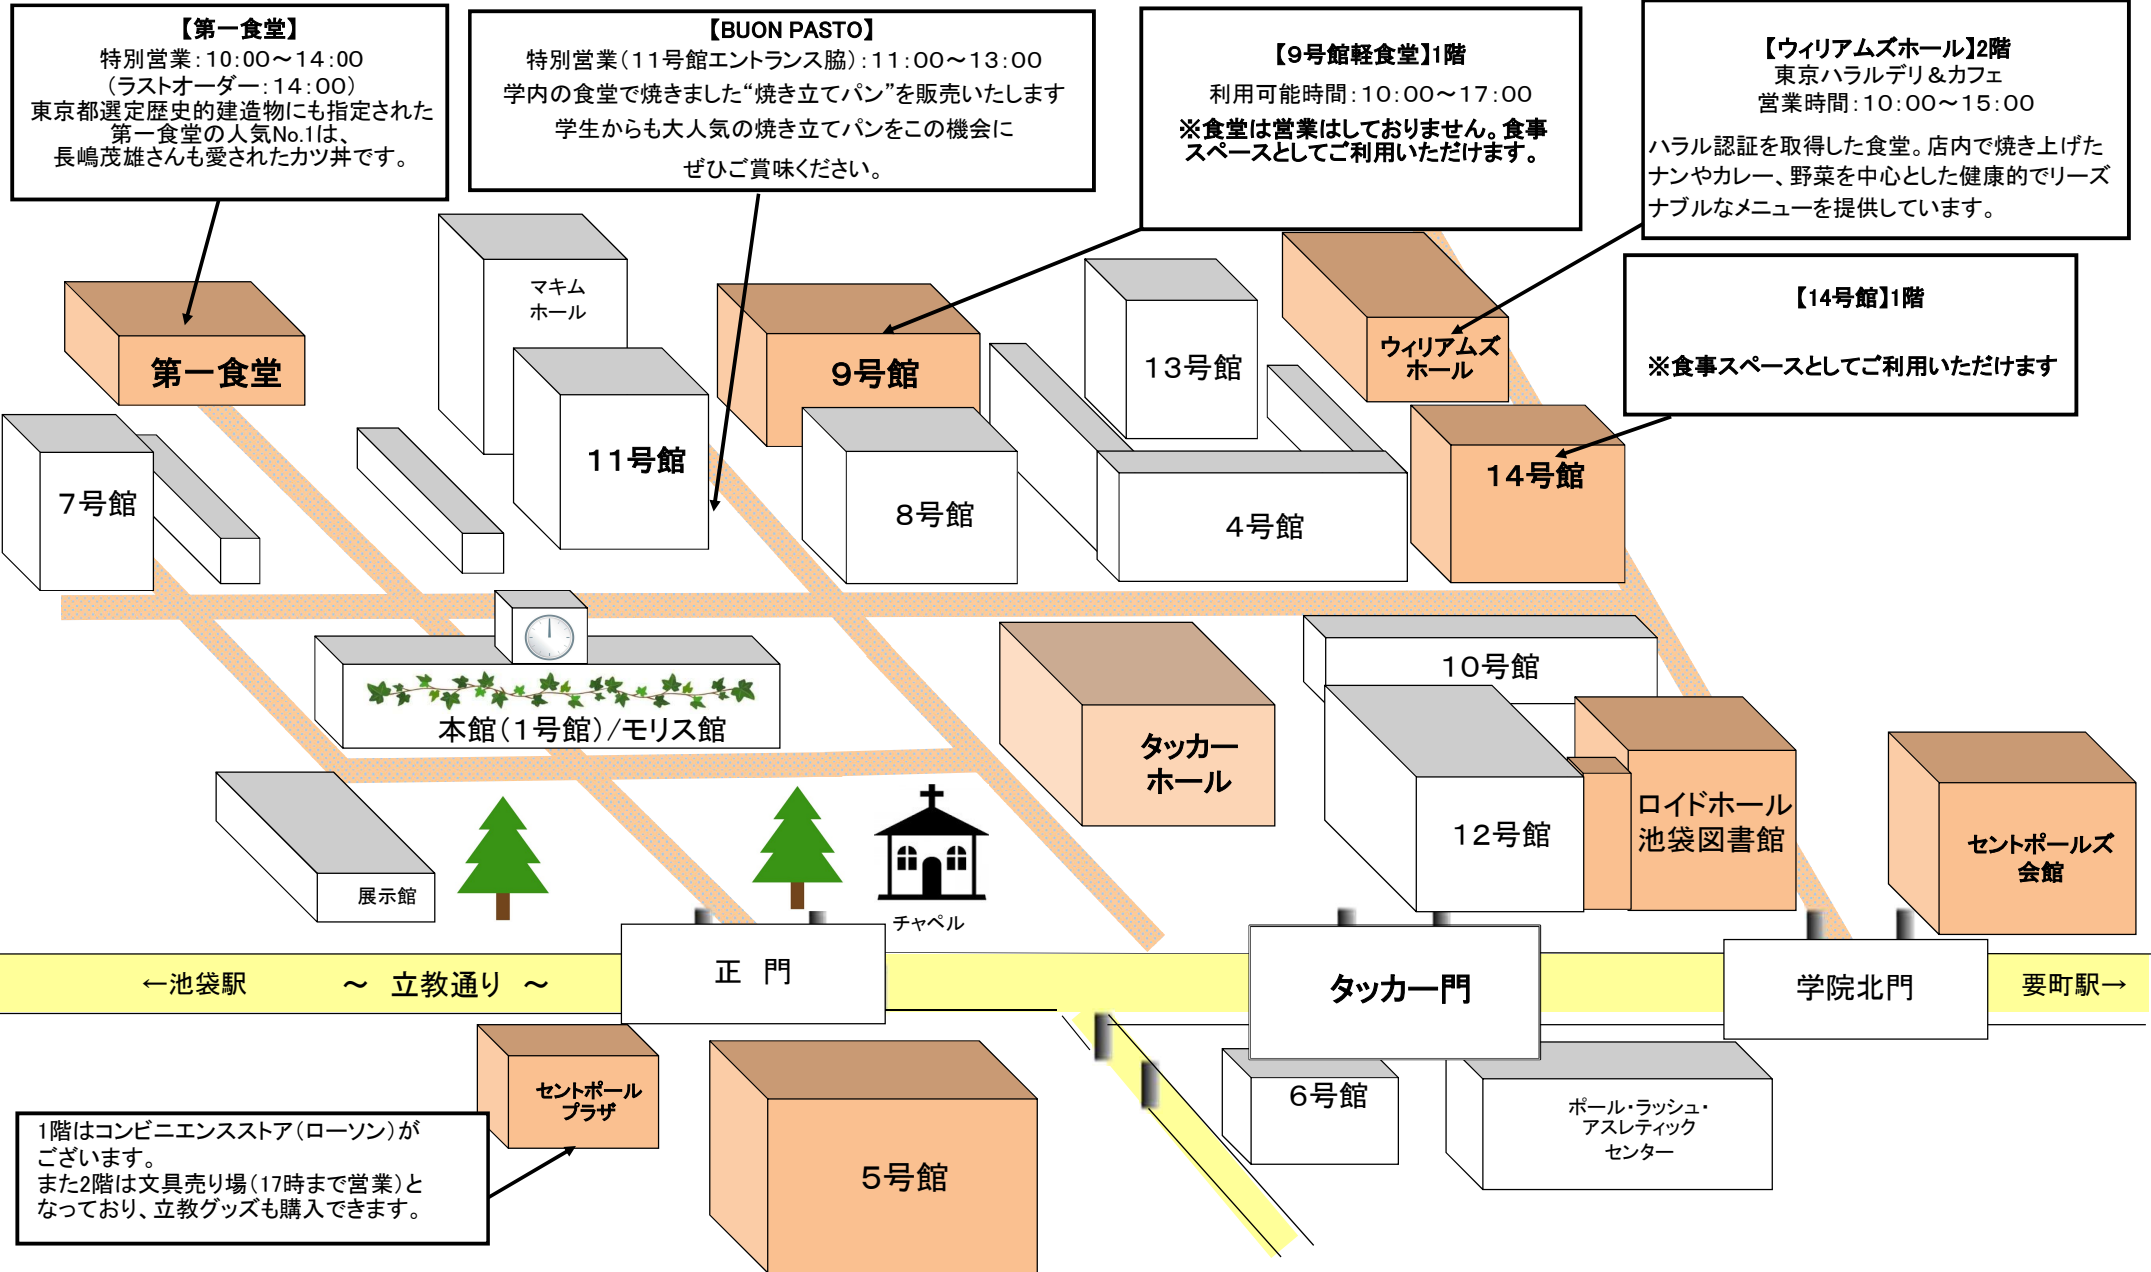 【第一食堂】
特別営業：10:00～14:00
（ラストオーダー：14:00）
東京都選定歴史的建造物にも指定された
第一食堂の人気No.1は、
長嶋茂雄さんも愛されたカツ丼です。
【BUON PASTO】
特別営業（11号館エントランス脇）：11:00～13:00
学内の食堂で焼きました“焼き立てパン”を販売いたします
学生からも大人気の焼き立てパンをこの機会に
ぜひご賞味ください。
【9号館軽食堂】1階
利用可能時間：10:00～17:00
※食堂は営業はしておりません。食事
スペースとしてご利用いただけます。
【ウィリアムズホール】2階
東京ハラルデリ＆カフェ
営業時間：10:00～15:00
ハラル認証を取得した食堂。店内で焼き上げた
ナンやカレー、野菜を中心とした健康的でリーズ
ナブルなメニューを提供しています。
【14号館】1階
※食事スペースとしてご利用いただけます
マキム
ホール
第一食堂
9号館
13号館
ウィリアムズ
ホール
11号館
14号館
7号館
8号館
4号館
10号館
本館（1号館）/モリス館
タッカー
ホール
12号館
ロイドホール
池袋図書館
セントポールズ
会館
展示館
チャペル
←池袋駅
～ 立教通り ～
正 門
タッカー門
学院北門
要町駅→
セントポール
プラザ
6号館
ポール・ラッシュ・
アスレティック
センター
5号館
1階はコンビニエンスストア（ローソン）が
ございます。
また2階は文具売り場（17時まで営業）と
なっており、立教グッズも購入できます。